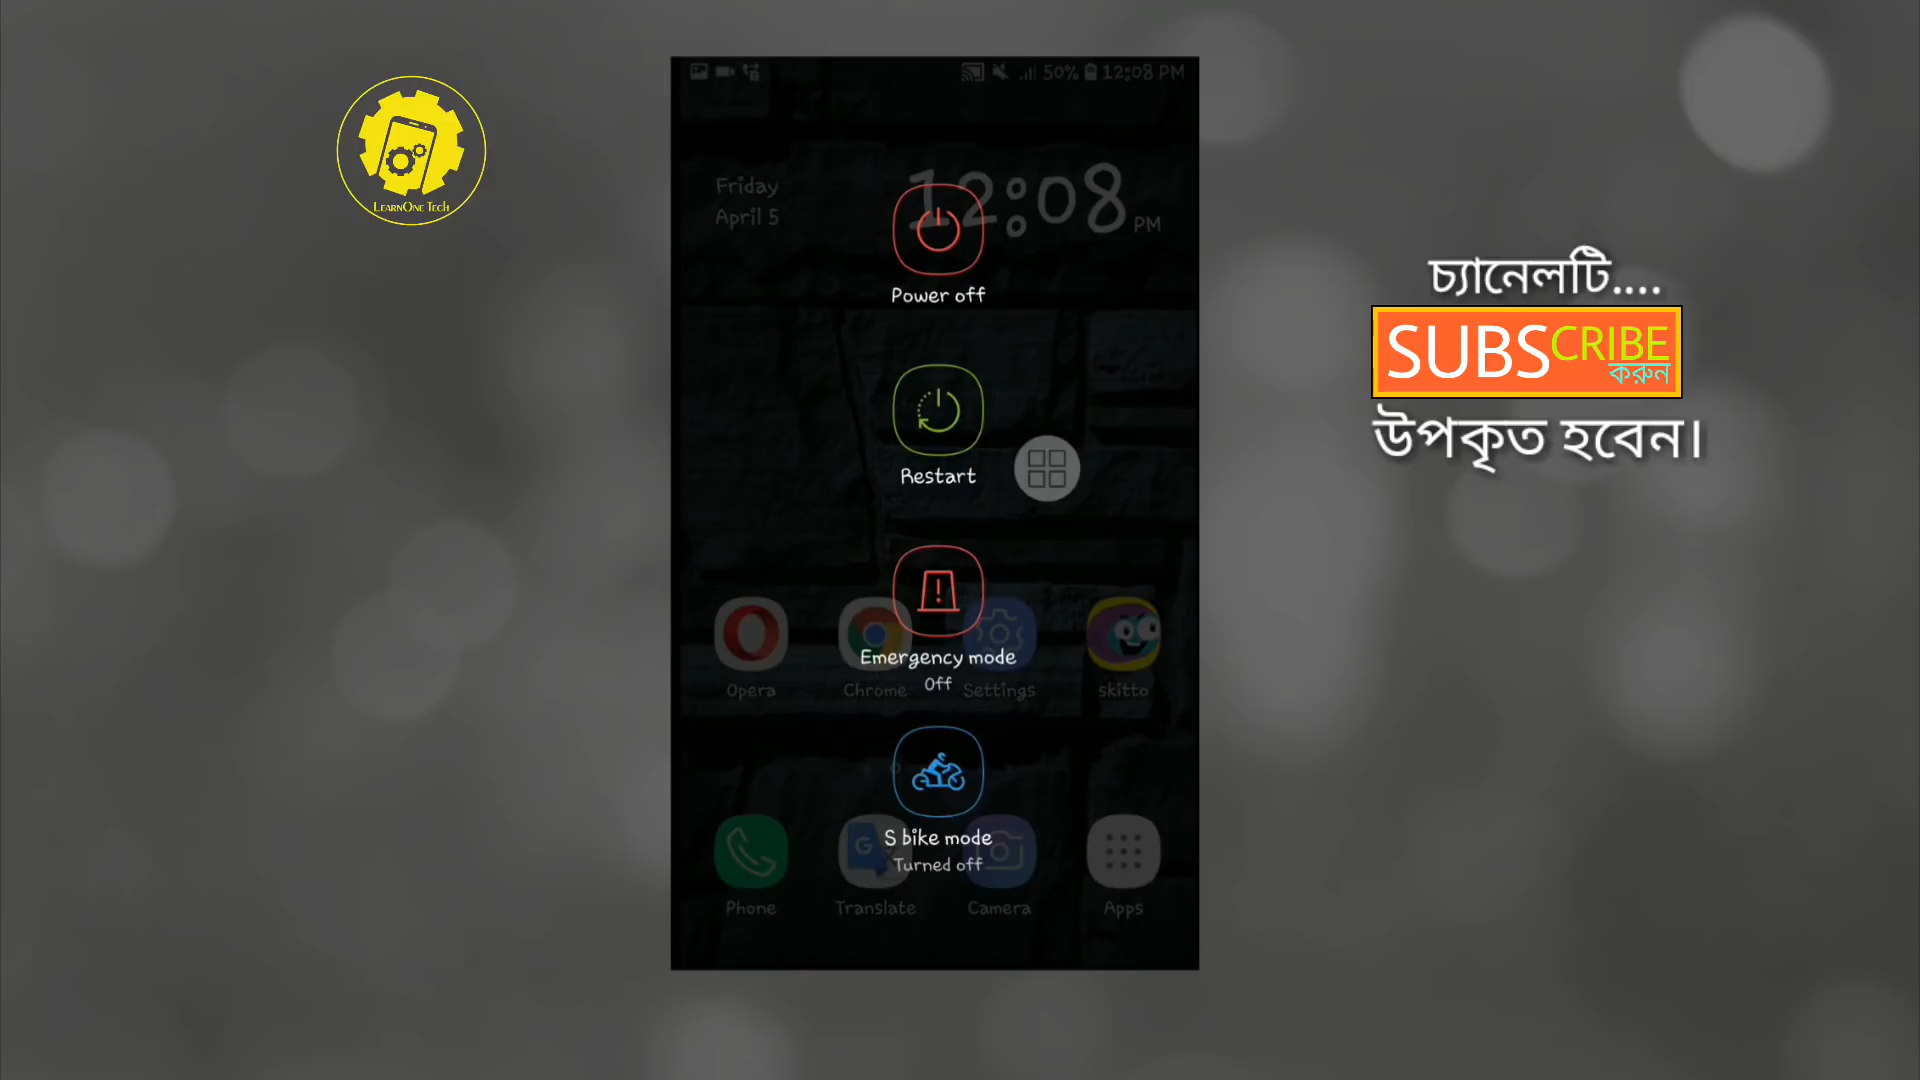 50% 12:08 PM
Friday
April 5
12:08 PM
Power off
Restart
Emergency mode
Off
Opera
Chrome
Settings
skitto
S bike mode
Turned off
Phone
Translate
Camera
Apps
LearnOne Tech
চ্যানেলটি....
SUBSCRIBE
করুন
উপকৃত হবেন।